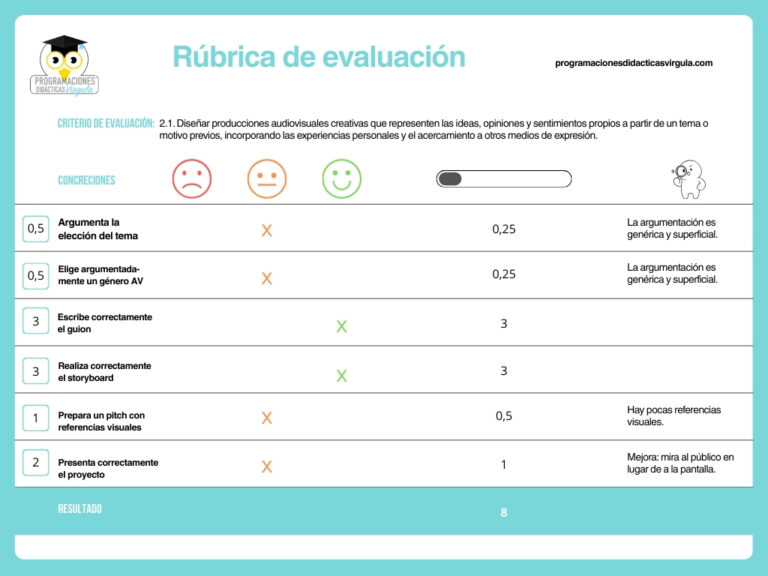 Rúbrica de evaluación
programacionesdidacticasvirgula.com
PROGRAMACIONES
DIDÁCTICAS Virgula
CRITERIO DE EVALUACIÓN: 2.1. Diseñar producciones audiovisuales creativas que representen las ideas, opiniones y sentimientos propios a partir de un tema o
motivo previos, incorporando las experiencias personales y el acercamiento a otros medios de expresión.
CONCRECIONES
0,5 Argumenta la
elección del tema
X
0,25
La argumentación es
genérica y superficial.
0,5 Elige argumentada-
mente un género AV
X
0,25
La argumentación es
genérica y superficial.
3 Escribe correctamente
el guion
X
3
3 Realiza correctamente
el storyboard
X
3
1 Prepara un pitch con
referencias visuales
X
0,5
Hay pocas referencias
visuales.
2 Presenta correctamente
el proyecto
X
1
Mejora: mira al público en
lugar de a la pantalla.
RESULTADO
8